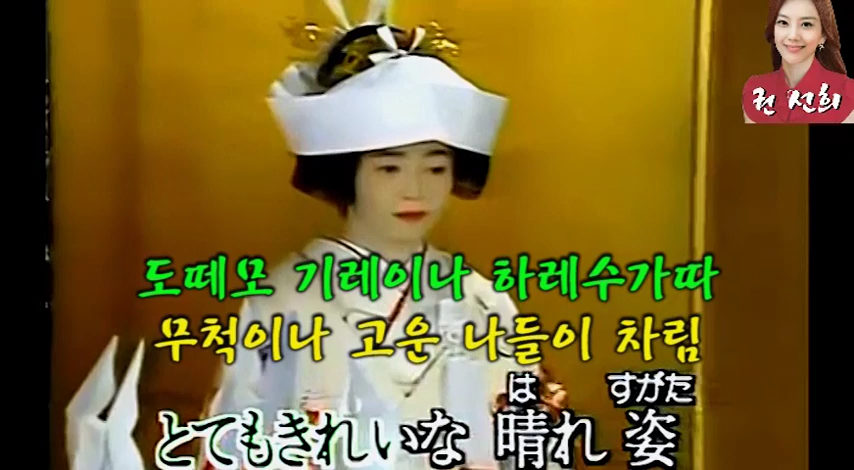 권 선희
도떼모 기레이나 하레수가따
무척이나 고운 나들이 차림
は すがた
とてもきれいな 晴れ 姿